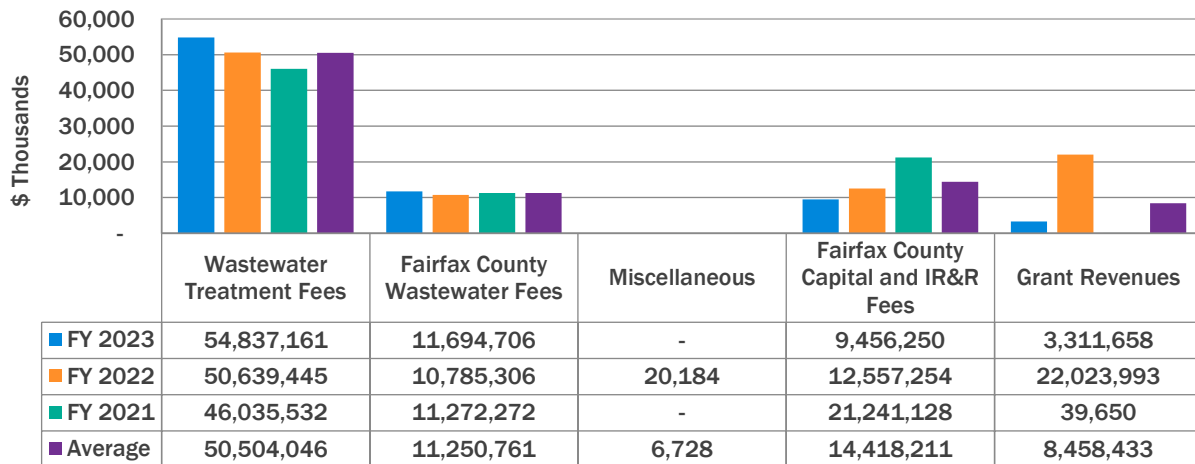 60,000
50,000
40,000
30,000
20,000
10,000
-
$ Thousands
Wastewater
Treatment Fees
Fairfax County
Wastewater Fees
Miscellaneous
Fairfax County
Capital and IR&R
Fees
Grant Revenues
FY 2023 54,837,161 11,694,706 - 9,456,250 3,311,658
FY 2022 50,639,445 10,785,306 20,184 12,557,254 22,023,993
FY 2021 46,035,532 11,272,272 - 21,241,128 39,650
Average 50,504,046 11,250,761 6,728 14,418,211 8,458,433